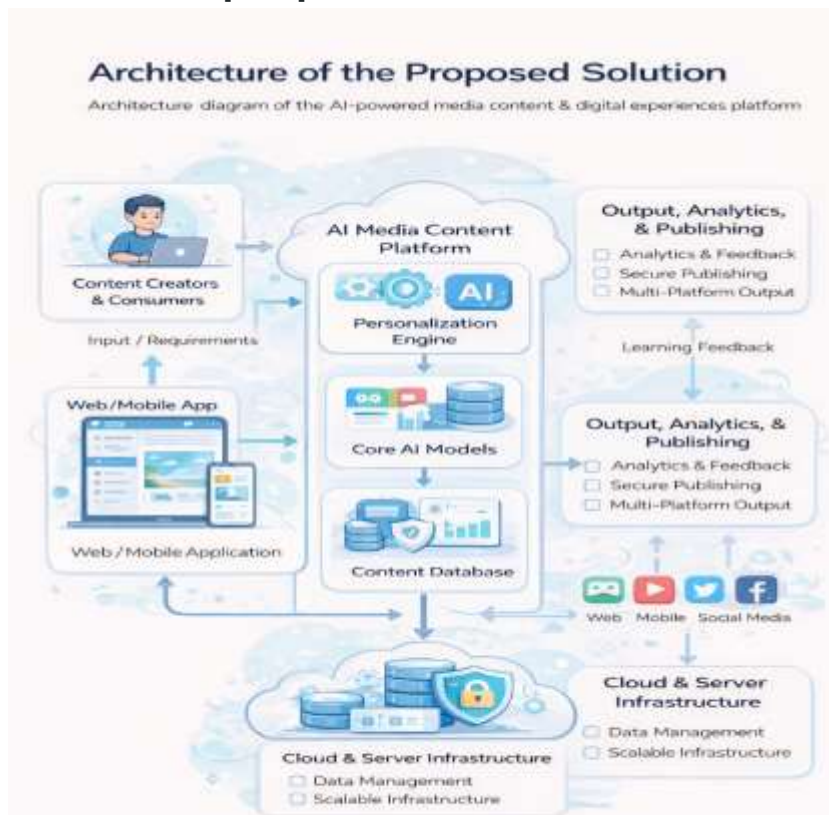 Architecture of the Proposed Solution
Architecture diagram of the AI-powered media content & digital experiences platform
Content Creators
& Consumers
Input / Requirements
Web/Mobile App
Web/Mobile Application
AI Media Content
Platform
AI
Personalization
Engine
Core AI Models
Content Database
Output, Analytics,
& Publishing
Analytics & Feedback
Secure Publishing
Multi-Platform Output
Learning Feedback
Output, Analytics, &
Publishing
Analytics & Feedback
Secure Publishing
Multi-Platform Output
Web Mobile Social Media
Cloud & Server
Infrastructure
Data Management
Scalable Infrastructure
Cloud & Server Infrastructure
Data Management
Scalable Infrastructure